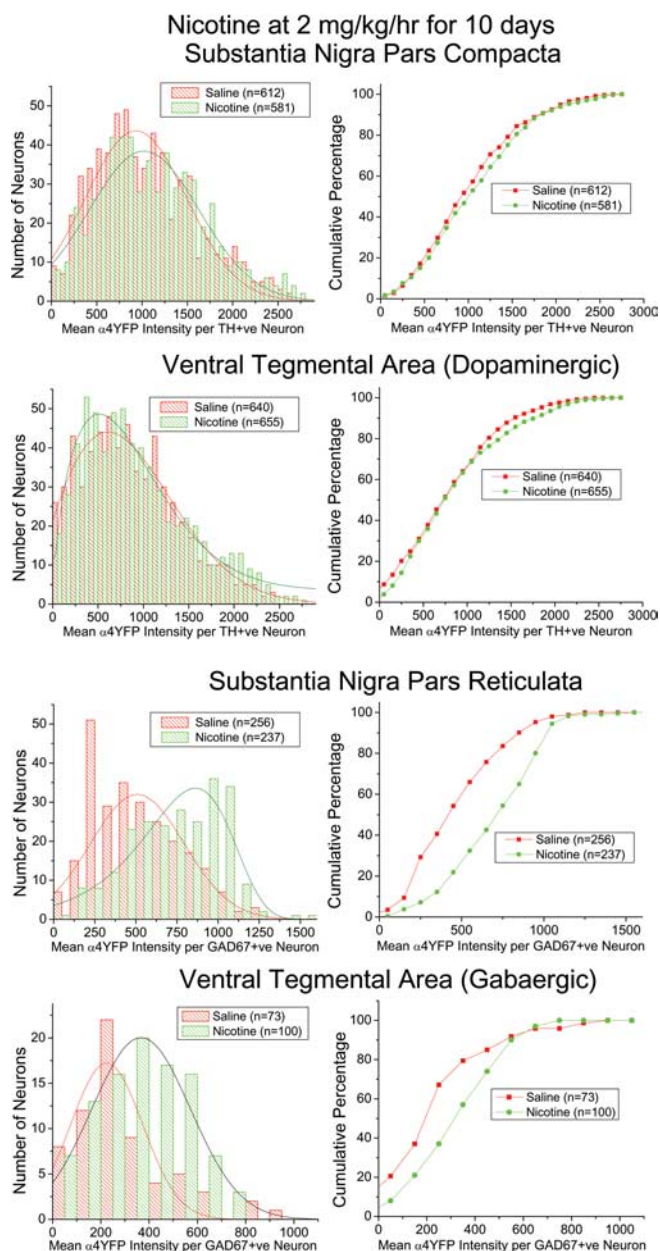 Nicotine at 2 mg/kg/hr for 10 days
Substantia Nigra Pars Compacta
Number of Neurons
50
40
30
20
10
0
Saline (n=612)
Nicotine (n=581)
0 500 1000 1500 2000 2500
Mean α4YFP Intensity per TH+ve Neuron
Cumulative Percentage
100
80
60
40
20
0
Saline (n=612)
Nicotine (n=581)
0 500 1000 1500 2000 2500 3000
Mean α4YFP Intensity per TH+ve Neuron
Ventral Tegmental Area (Dopaminergic)
Number of Neurons
50
40
30
20
10
0
Saline (n=640)
Nicotine (n=655)
0 500 1000 1500 2000 2500
Mean α4YFP Intensity per TH+ve Neuron
Cumulative Percentage
100
80
60
40
20
0
Saline (n=640)
Nicotine (n=655)
0 500 1000 1500 2000 2500 3000
Mean α4YFP Intensity per TH+ve Neuron
Substantia Nigra Pars Reticulata
Number of Neurons
50
40
30
20
10
0
Saline (n=256)
Nicotine (n=237)
0 250 500 750 1000 1250 1500
Mean α4YFP Intensity per GAD67+ve Neuron
Cumulative Percentage
100
80
60
40
20
0
Saline (n=256)
Nicotine (n=237)
0 500 1000 1500
Mean α4YFP Intensity per GAD67+ve Neuron
Ventral Tegmental Area (Gabaergic)
Number of Neurons
20
15
10
5
0
Saline (n=73)
Nicotine (n=100)
0 200 400 600 800 1000
Mean α4YFP Intensity per GAD67+ve Neuron
Cumulative Percentage
100
80
60
40
20
0
Saline (n=73)
Nicotine (n=100)
0 200 400 600 800 1000
Mean α4YFP Intensity per GAD67+ve Neuron